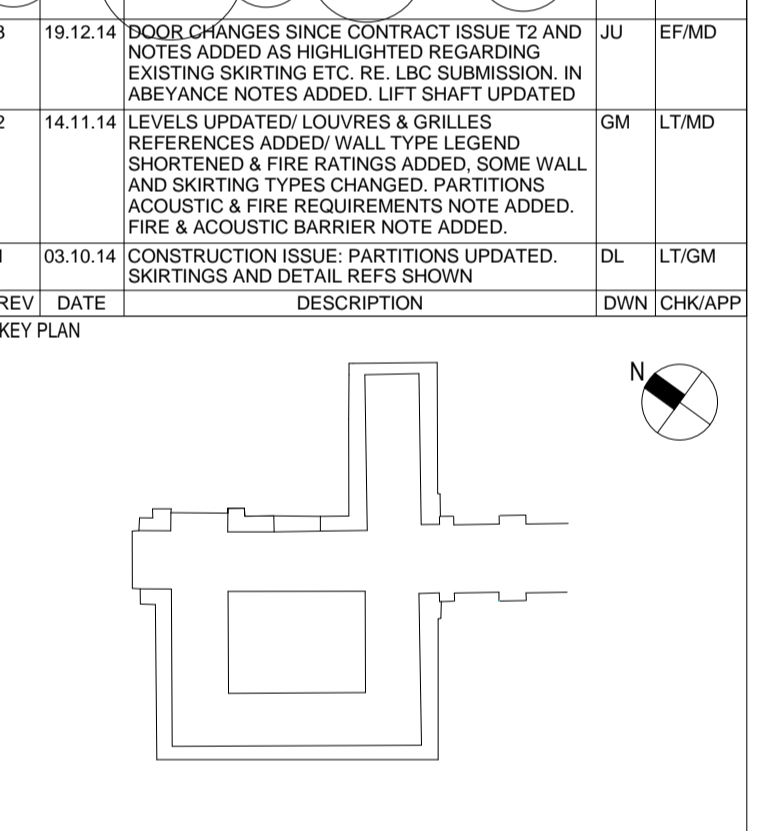 3 19.12.14 DOOR CHANGES SINCE CONTRACT ISSUE T2 AND JU EF/MD
NOTES ADDED AS HIGHLIGHTED REGARDING
EXISTING SKIRTING ETC. RE. LBC SUBMISSION. IN
ABEYANCE NOTES ADDED. LIFT SHAFT UPDATED
2 14.11.14 LEVELS UPDATED/ LOUVRES & GRILLES GM LT/MD
REFERENCES ADDED/ WALL TYPE LEGEND
SHORTENED & FIRE RATINGS ADDED, SOME WALL
AND SKIRTING TYPES CHANGED. PARTITIONS
ACOUSTIC & FIRE REQUIREMENTS NOTE ADDED.
FIRE & ACOUSTIC BARRIER NOTE ADDED.
1 03.10.14 CONSTRUCTION ISSUE: PARTITIONS UPDATED. DL LT/GM
SKIRTINGS AND DETAIL REFS SHOWN
REV DATE DESCRIPTION DWN CHK/APP
KEY PLAN
N